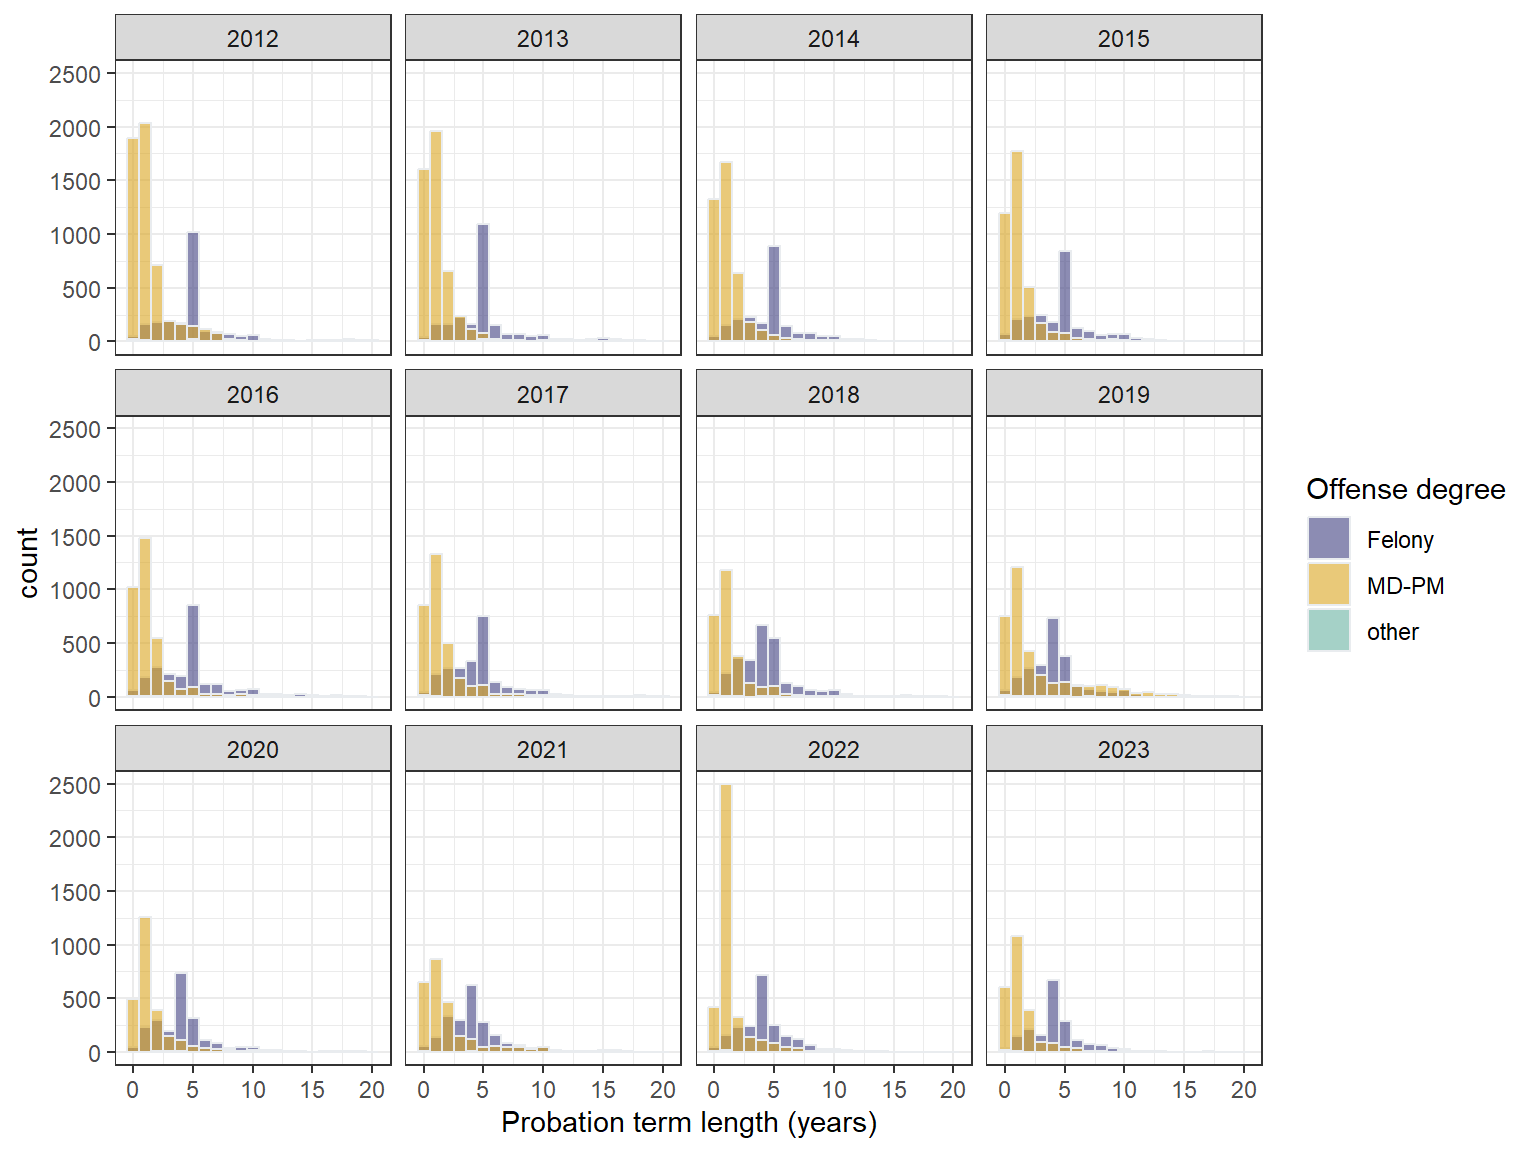 2012 2013 2014 2015
2500
2000
1500
1000
500
0
2016 2017 2018 2019
2500
2000
1500
1000
500
0
count
Offense degree
Felony
MD-PM
other
2020 2021 2022 2023
2500
2000
1500
1000
500
0
0 5 10 15 20 0 5 10 15 20 0 5 10 15 20 0 5 10 15 20
Probation term length (years)